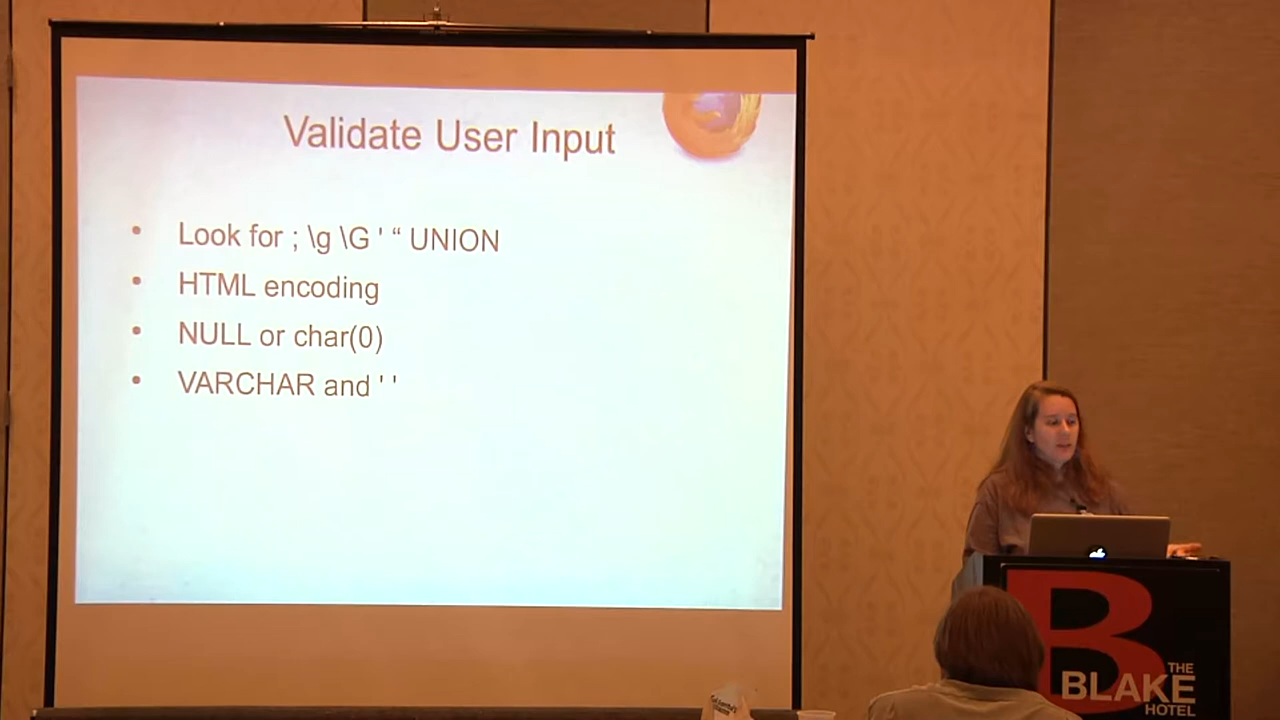 Validate User Input
• Look for ; \g \G ' “ UNION
• HTML encoding
• NULL or char(0)
• VARCHAR and ' '
B
THE
BLAKE
HOTEL